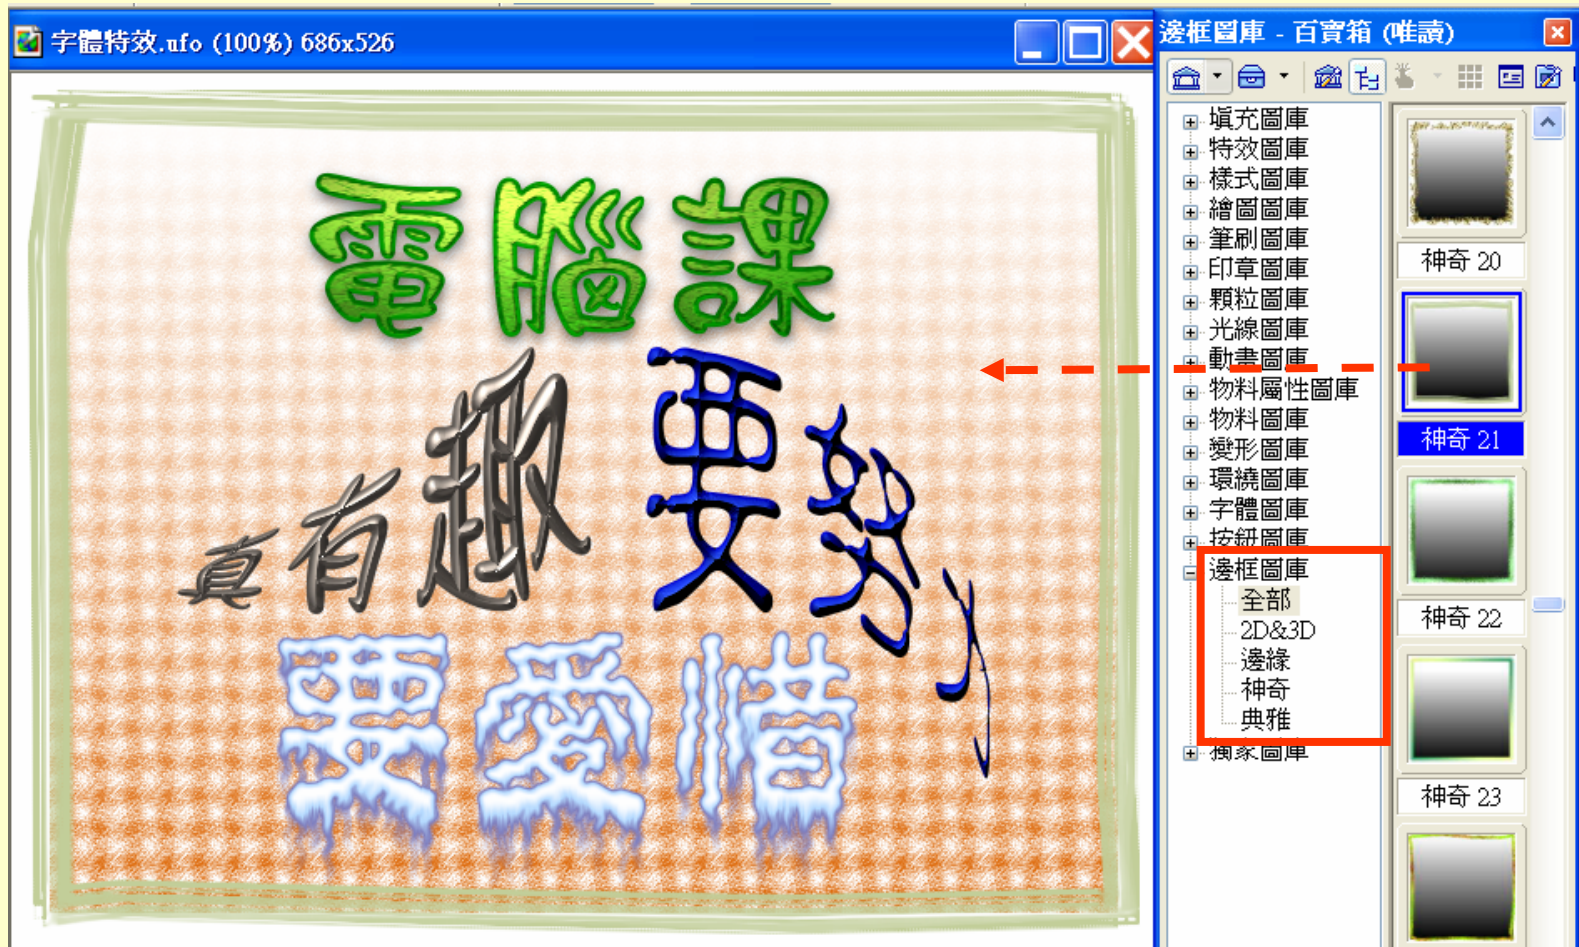 字體特效.ufo (100%) 686x526
電腦課
真有趣
要努力
要愛惜
邊框圖庫 - 百寶箱 (唯讀)
填充圖庫
特效圖庫
樣式圖庫
繪圖圖庫
筆刷圖庫
印章圖庫
顆粒圖庫
光線圖庫
動畫圖庫
物料屬性圖庫
物料圖庫
變形圖庫
環繞圖庫
字體圖庫
按鈕圖庫
邊框圖庫
全部
2D&3D
邊緣
神奇
典雅
獨家圖庫
神奇 20
神奇 21
神奇 22
神奇 23